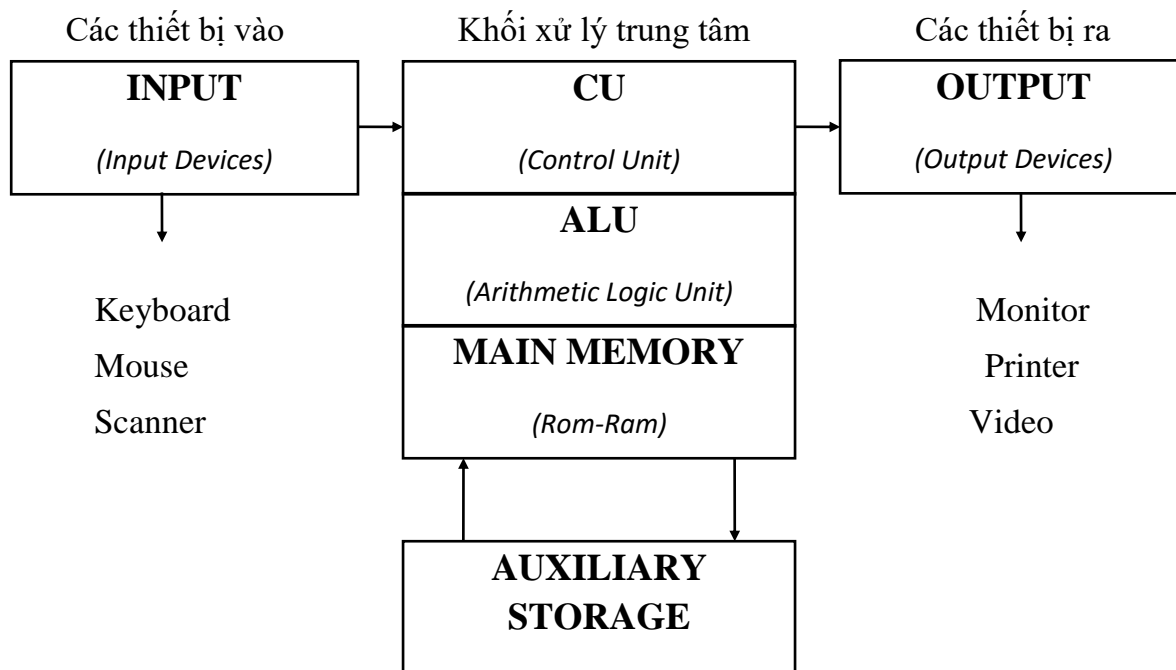 Các thiết bị vào
Khối xử lý trung tâm
Các thiết bị ra
INPUT
(Input Devices)
CU
(Control Unit)
OUTPUT
(Output Devices)
ALU
(Arithmetic Logic Unit)
Keyboard
Mouse
Scanner
MAIN MEMORY
(Rom-Ram)
Monitor
Printer
Video
AUXILIARY
STORAGE